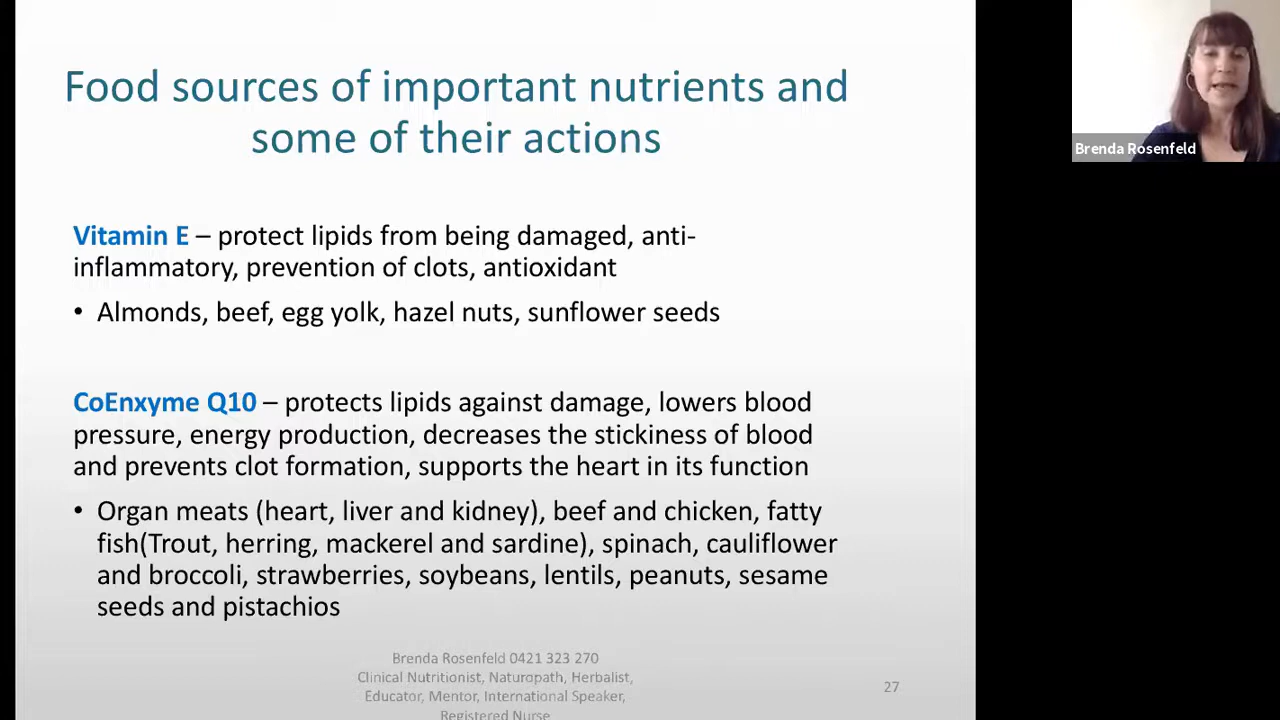 Food sources of important nutrients and
some of their actions
Vitamin E – protect lipids from being damaged, anti-
inflammatory, prevention of clots, antioxidant
• Almonds, beef, egg yolk, hazel nuts, sunflower seeds
CoEnxyme Q10 – protects lipids against damage, lowers blood
pressure, energy production, decreases the stickiness of blood
and prevents clot formation, supports the heart in its function
• Organ meats (heart, liver and kidney), beef and chicken, fatty
fish(Trout, herring, mackerel and sardine), spinach, cauliflower
and broccoli, strawberries, soybeans, lentils, peanuts, sesame
seeds and pistachios
Brenda Rosenfeld 0421 323 270
Clinical Nutritionist, Naturopath, Herbalist,
Educator, Mentor, International Speaker,
Registered Nurse
27
Brenda Rosenfeld